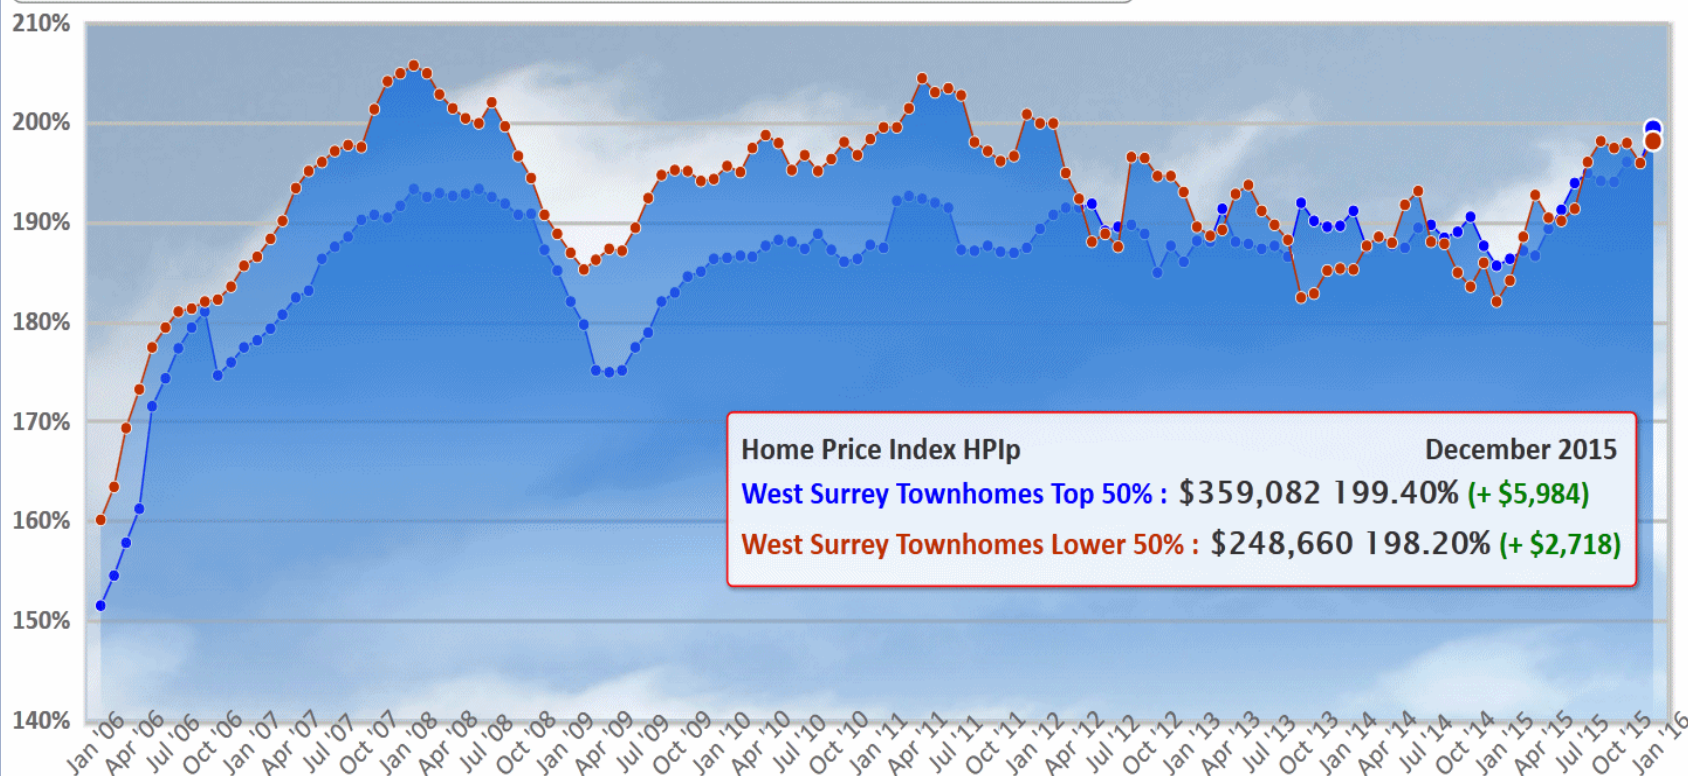 210%
200%
190%
180%
170%
160%
150%
140%
Home Price Index HPIp December 2015
West Surrey Townhomes Top 50% : $359,082 199.40% (+ $5,984)
West Surrey Townhomes Lower 50% : $248,660 198.20% (+ $2,718)
Jan '06 Apr '06 Jul '06 Oct '06 Jan '07 Apr '07 Jul '07 Oct '07 Jan '08 Apr '08 Jul '08 Oct '08 Jan '09 Apr '09 Jul '09 Oct '09 Jan '10 Apr '10 Jul '10 Oct '10 Jan '11 Apr '11 Jul '11 Oct '11 Jan '12 Apr '12 Jul '12 Oct '12 Jan '13 Apr '13 Jul '13 Oct '13 Jan '14 Apr '14 Jul '14 Oct '14 Jan '15 Apr '15 Jul '15 Oct '15 Jan '16